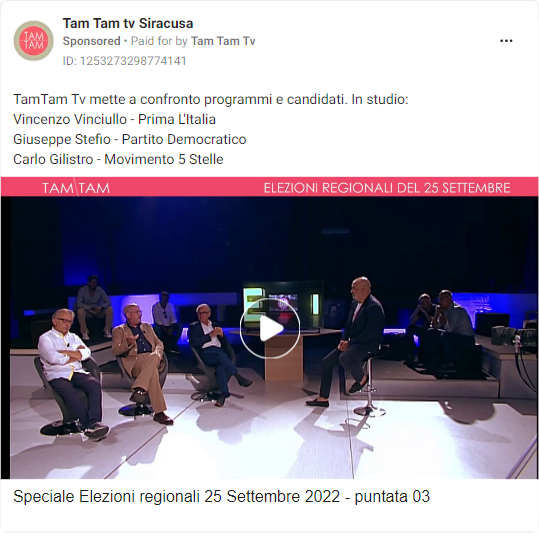 Tam Tam tv Siracusa
Sponsored • Paid for by Tam Tam Tv
ID: 1253273298774141
TAM
TAM
TamTam Tv mette a confronto programmi e candidati. In studio:
Vincenzo Vinciullo - Prima L'Italia
Giuseppe Stefio - Partito Democratico
Carlo Gilistro - Movimento 5 Stelle
TAM\TAM ELEZIONI REGIONALI DEL 25 SETTEMBRE
Speciale Elezioni regionali 25 Settembre 2022 - puntata 03